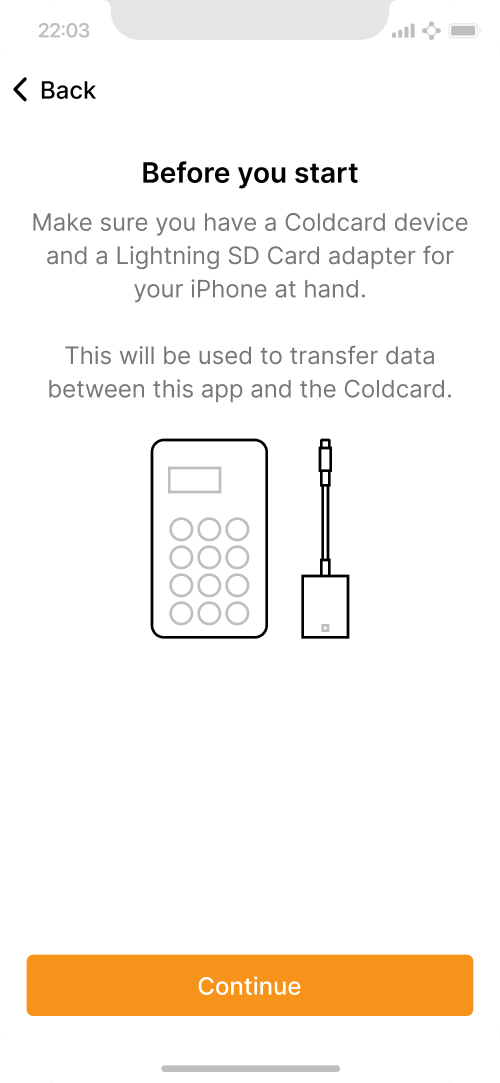 22:03
Back
Before you start
Make sure you have a Coldcard device
and a Lightning SD Card adapter for
your iPhone at hand.
This will be used to transfer data
between this app and the Coldcard.
Continue